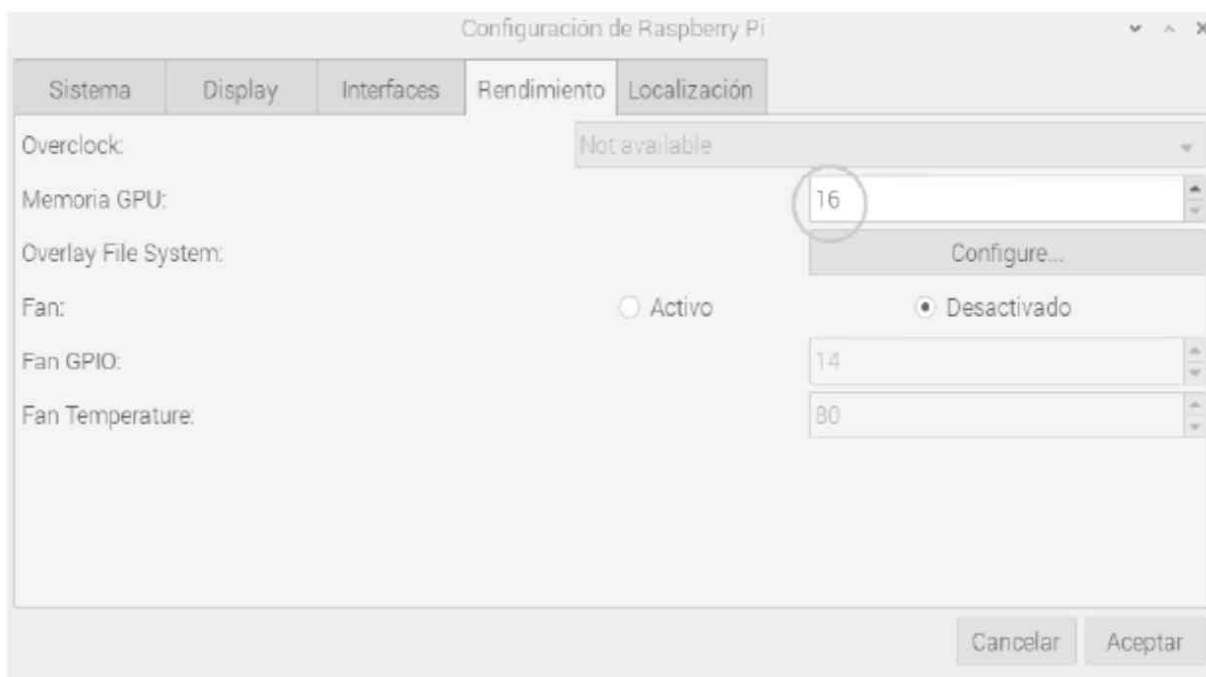 Configuración de Raspberry Pi
Sistema Display Interfaces Rendimiento Localización
Overclock: Not available
Memoria GPU: 16
Overlay File System: Configure...
Fan: Activo Desactivado
Fan GPIO: 14
Fan Temperature: 80
Cancelar Aceptar